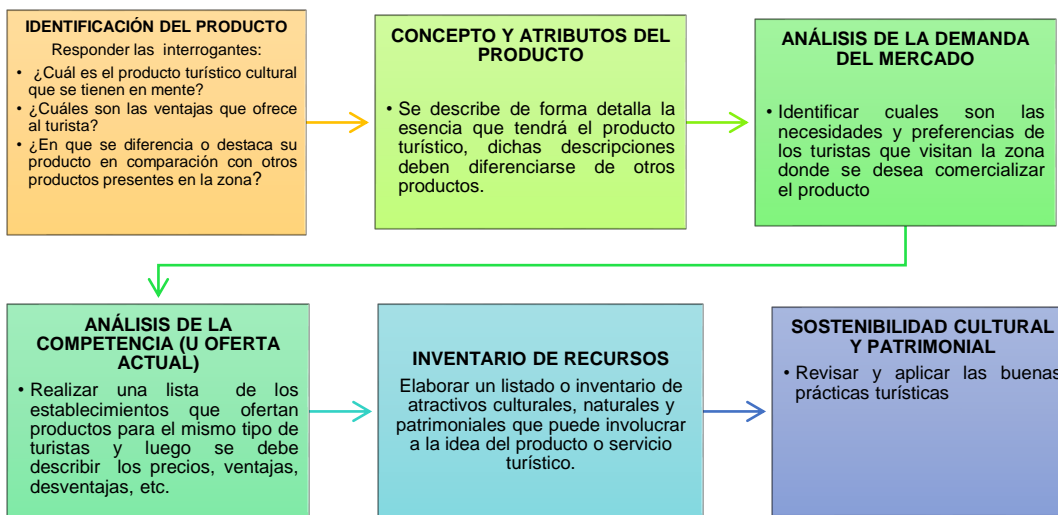 IDENTIFICACIÓN DEL PRODUCTO
Responder las interrogantes:
• ¿Cuál es el producto turístico cultural
que se tienen en mente?
• ¿Cuáles son las ventajas que ofrece
al turista?
• ¿En que se diferencia o destaca su
producto en comparación con otros
productos presentes en la zona?
CONCEPTO Y ATRIBUTOS DEL
PRODUCTO
• Se describe de forma detalla la
esencia que tendrá el producto
turístico, dichas descripciones
deben diferenciarse de otros
productos.
ANÁLISIS DE LA DEMANDA
DEL MERCADO
• Identificar cuales son las
necesidades y preferencias de
los turistas que visitan la zona
donde se desea comercializar
el producto
ANÁLISIS DE LA
COMPETENCIA (U OFERTA
ACTUAL)
• Realizar una lista de los
establecimientos que ofertan
productos para el mismo tipo de
turistas y luego se debe
describir los precios, ventajas,
desventajas, etc.
INVENTARIO DE RECURSOS
Elaborar un listado o inventario de
atractivos culturales, naturales y
patrimoniales que puede involucrar
a la idea del producto o servicio
turístico.
SOSTENIBILIDAD CULTURAL
Y PATRIMONIAL
• Revisar y aplicar las buenas
prácticas turísticas